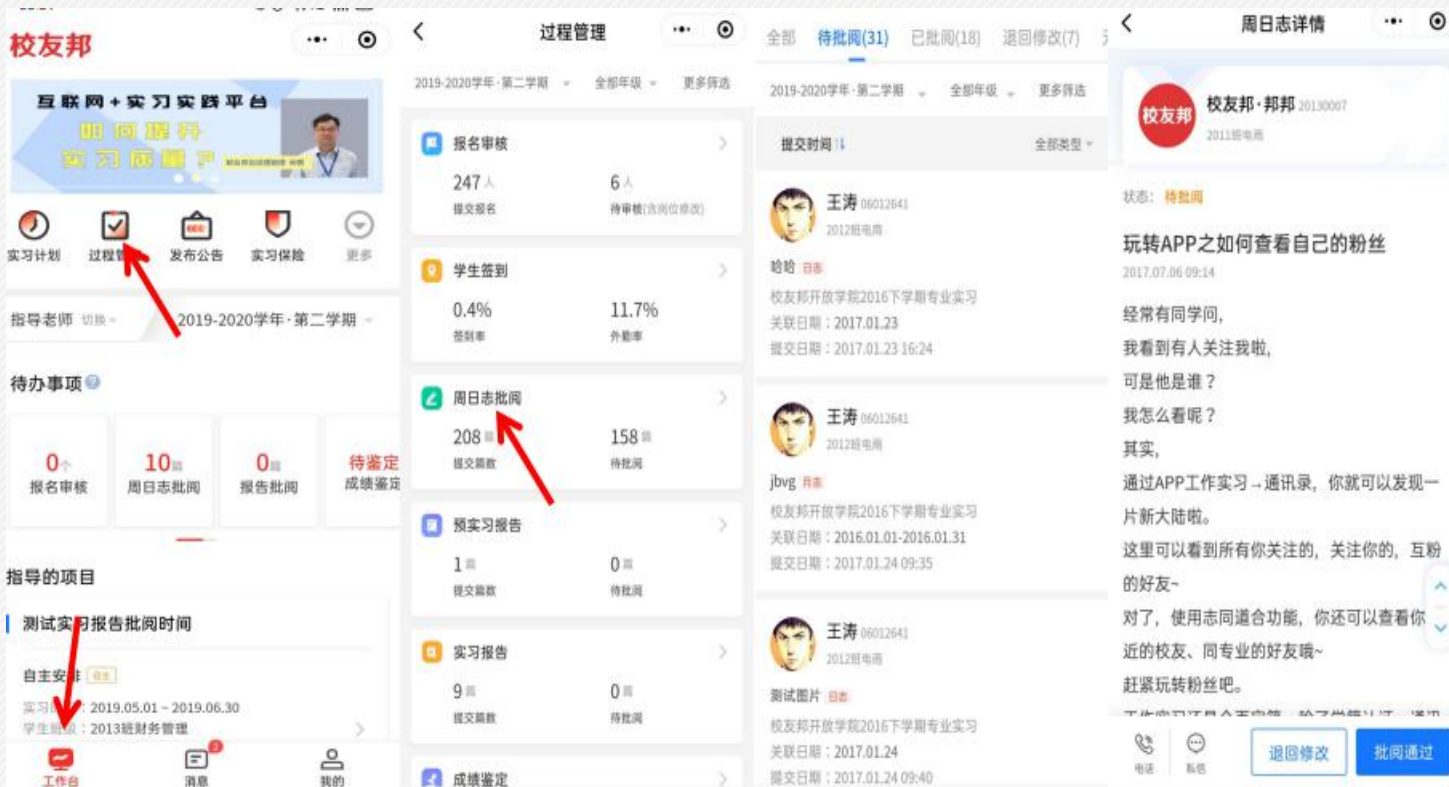 校友邦
互联网+实习实践平台
如何提升
实习质量？
实习计划
过程管
发布公告
实习保险
更多
指导老师 切换
2019-2020学年·第二学期
待办事项
0个
报名审核
10篇
周日志批阅
0篇
报告批阅
待鉴定
成绩鉴定
指导的项目
测试实习报告批阅时间
自主安排 自主
2019.05.01 ~ 2019.06.30
学生班级：2013班财务管理
工作台
消息
3
我的
过程管理
2019-2020学年·第二学期
全部年级
更多筛选
报名审核
247人
提交报名
6人
待审核(含岗位修改)
学生签到
0.4%
签到率
11.7%
外勤率
周日志批阅
208篇
提交篇数
158篇
待批阅
预实习报告
1篇
提交篇数
0篇
待批阅
实习报告
9篇
提交篇数
0篇
待批阅
成绩鉴定
全部
待批阅(31)
已批阅(18)
退回修改(7)
2019-2020学年·第二学期
全部年级
更多筛选
提交时间
全部类型
王涛 06012641
2012班电商
哈哈 日志
校友邦开放学院2016下学期专业实习
关联日期：2017.01.23
提交日期：2017.01.23 16:24
王涛 06012641
2012班电商
jbvg 月志
校友邦开放学院2016下学期专业实习
关联日期：2016.01.01-2016.01.31
提交日期：2017.01.24 09:35
王涛 06012641
2012班电商
测试图片 日志
校友邦开放学院2016下学期专业实习
关联日期：2017.01.24
提交日期：2017.01.24 09:40
周日志详情
校友邦
校友邦·邦邦 20130007
2011班电商
状态：待批阅
玩转APP之如何查看自己的粉丝
2017.07.06 09:14
经常有同学问,
我看到有人关注我啦,
可是他是谁？
我怎么看呢？
其实,
通过APP工作实习→通讯录，你就可以发现一
片新大陆啦。
这里可以看到所有你关注的，关注你的，互粉
的好友~
对了，使用志同道合功能，你还可以查看你
近的校友、同专业的好友哦~
赶紧玩转粉丝吧。
电话
私信
退回修改
批阅通过